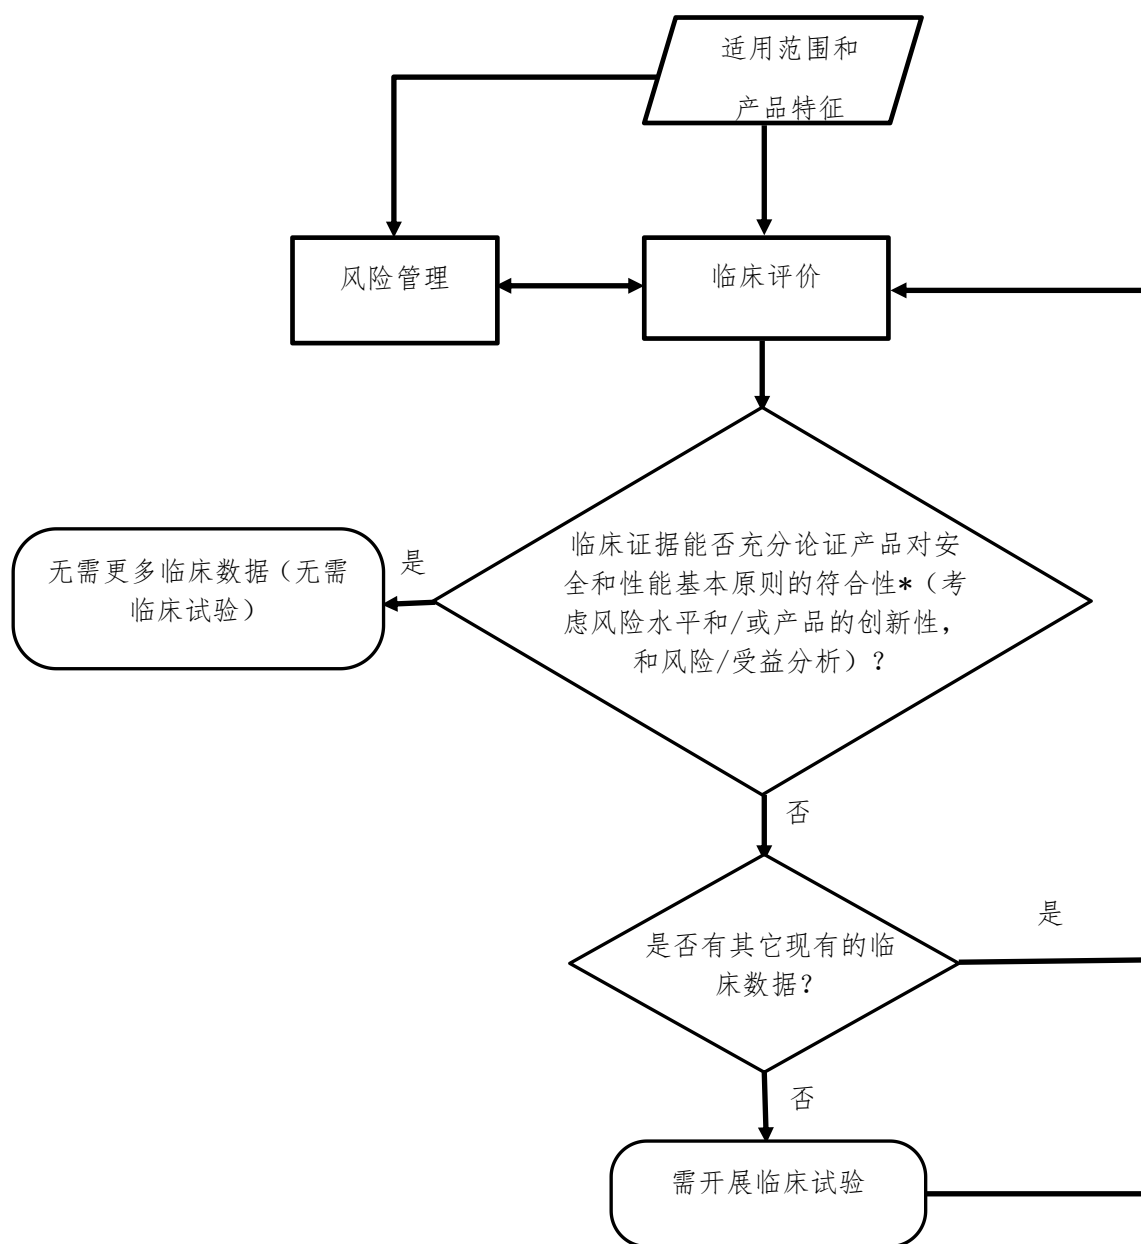 适用范围和
产品特征
风险管理
临床评价
临床证据能否充分论证产品对安
全和性能基本原则的符合性*（考
虑风险水平和/或产品的创新性，
和风险/受益分析）?
是
无需更多临床数据（无需
临床试验）
否
是否有其它现有的临
床数据?
是
否
需开展临床试验